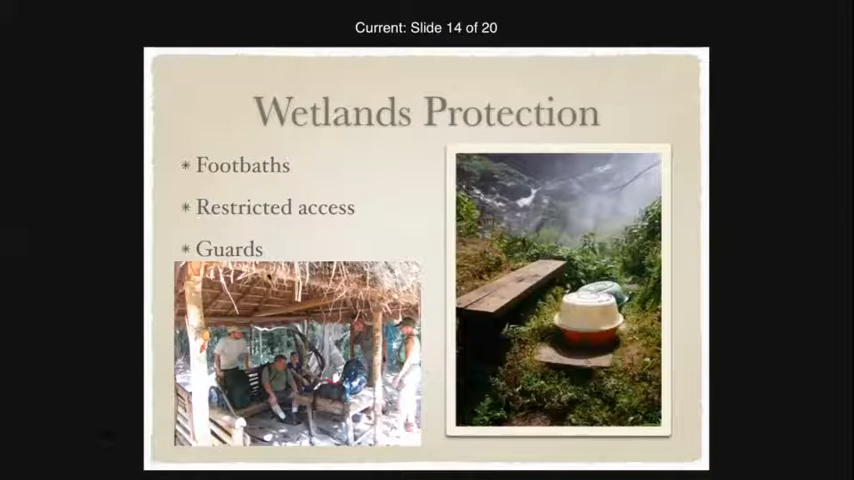 Current: Slide 14 of 20
Wetlands Protection
* Footbaths
* Restricted access
* Guards